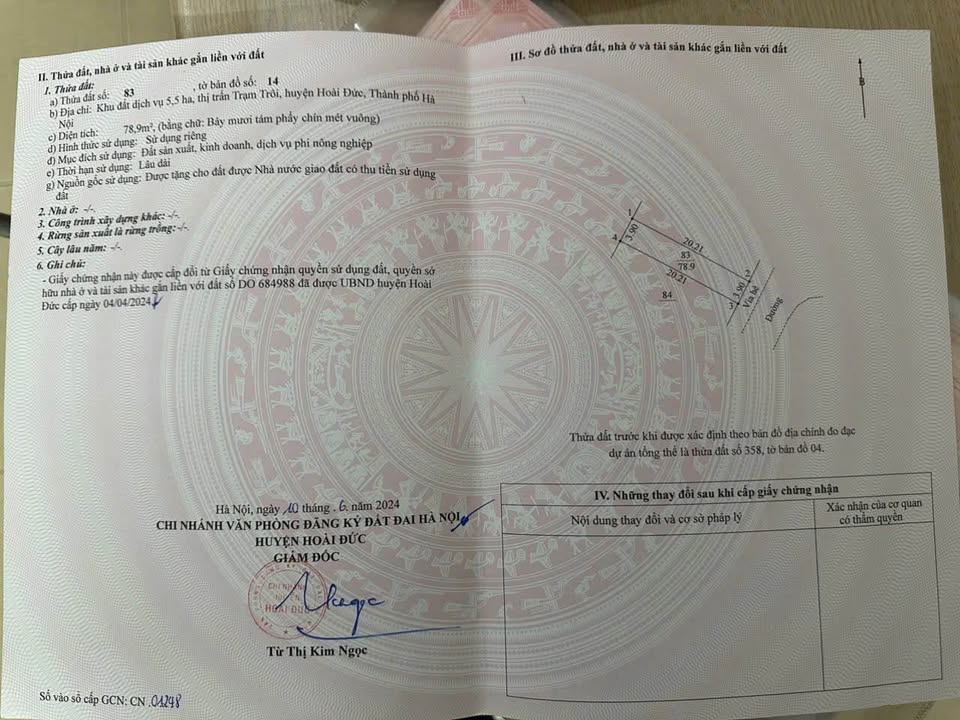 II. Thửa đất, nhà ở và tài sản khác gắn liền với đất
1. Thửa đất:
a) Thửa đất số: 83 , tờ bản đồ số: 14
b) Địa chỉ: Khu đất dịch vụ 5,5 ha, thị trấn Trạm Trôi, huyện Hoài Đức, Thành phố Hà
Nội
c) Diện tích: 78,9m², (bằng chữ: Bảy mươi tám phẩy chín mét vuông)
d) Hình thức sử dụng: Sử dụng riêng
đ) Mục đích sử dụng: Đất sản xuất, kinh doanh, dịch vụ phi nông nghiệp
e) Thời hạn sử dụng: Lâu dài
g) Nguồn gốc sử dụng: Được tặng cho đất được Nhà nước giao đất có thu tiền sử dụng
đất
2. Nhà ở: -/-.
3. Công trình xây dựng khác: -/-.
4. Rừng sản xuất là rừng trồng: -/-.
5. Cây lâu năm: -/-.
6. Ghi chú:
- Giấy chứng nhận này được cấp đổi từ Giấy chứng nhận quyền sử dụng đất, quyền sở
hữu nhà ở và tài sản khác gắn liền với đất số DO 684988 đã được UBND huyện Hoài
Đức cấp ngày 04/04/2024.
Hà Nội, ngày 10 tháng .6. năm 2024
CHI NHÁNH VĂN PHÒNG ĐĂNG KÝ ĐẤT ĐAI HÀ NỘI
HUYỆN HOÀI ĐỨC
GIÁM ĐỐC
CHI NHÁNH
HUYỆN
HOÀI ĐỨC
Từ Thị Kim Ngọc
Số vào sổ cấp GCN: CN .01248
III. Sơ đồ thửa đất, nhà ở và tài sản khác gắn liền với đất
B
1
3.90
4
20.21
83
78.9
20.21
2
3.90
3
Vỉa hè
Đường
84
Thửa đất trước khi được xác định theo bản đồ địa chính đo đạc
dự án tổng thể là thửa đất số 358, tờ bản đồ 04.
IV. Những thay đổi sau khi cấp giấy chứng nhận
Nội dung thay đổi và cơ sở pháp lý
Xác nhận của cơ quan
có thẩm quyền